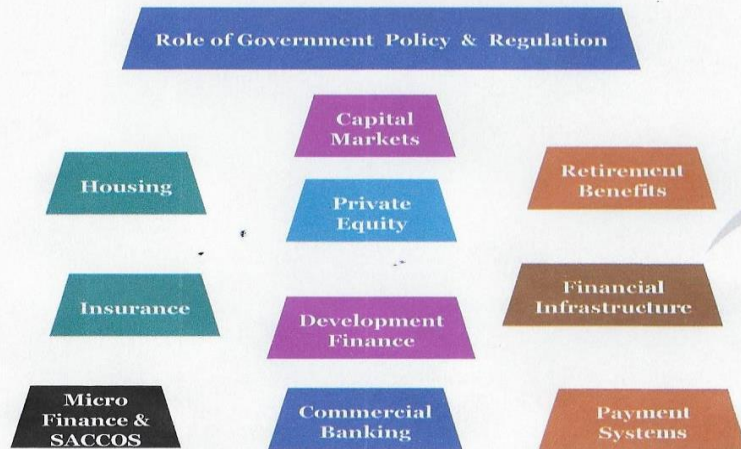 Role of Government Policy & Regulation
Capital
Markets
Housing
Retirement
Benefits
Private
Equity
Insurance
Financial
Infrastructure
Development
Finance
Micro
Finance &
SACCOS
Commercial
Banking
Payment
Systems